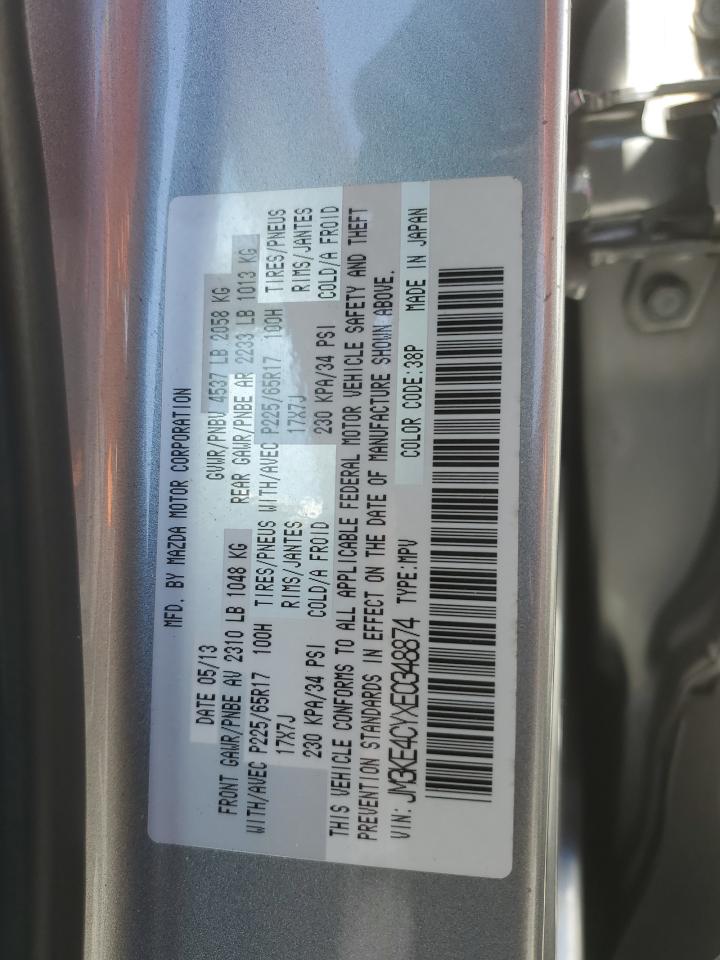 MFD. BY MAZDA MOTOR CORPORATION
DATE 05/13 GVWR/PNBV 4537 LB 2058 KG
FRONT GAWR/PNBE AV 2310 LB 1048 KG REAR GAWR/PNBE AR 2233 LB 1013 KG
WITH/AVEC P225/65R17 100H TIRES/PNEUS WITH/AVEC P225/65R17 100H TIRES/PNEUS
17X7J RIMS/JANTES 17X7J RIMS/JANTES
230 KPA/34 PSI COLD/A FROID 230 KPA/34 PSI COLD/A FROID
THIS VEHICLE CONFORMS TO ALL APPLICABLE FEDERAL MOTOR VEHICLE SAFETY AND THEFT
PREVENTION STANDARDS IN EFFECT ON THE DATE OF MANUFACTURE SHOWN ABOVE.
VIN: JM3KE4CYXE0348874 TYPE:MPV COLOR CODE:38P MADE IN JAPAN